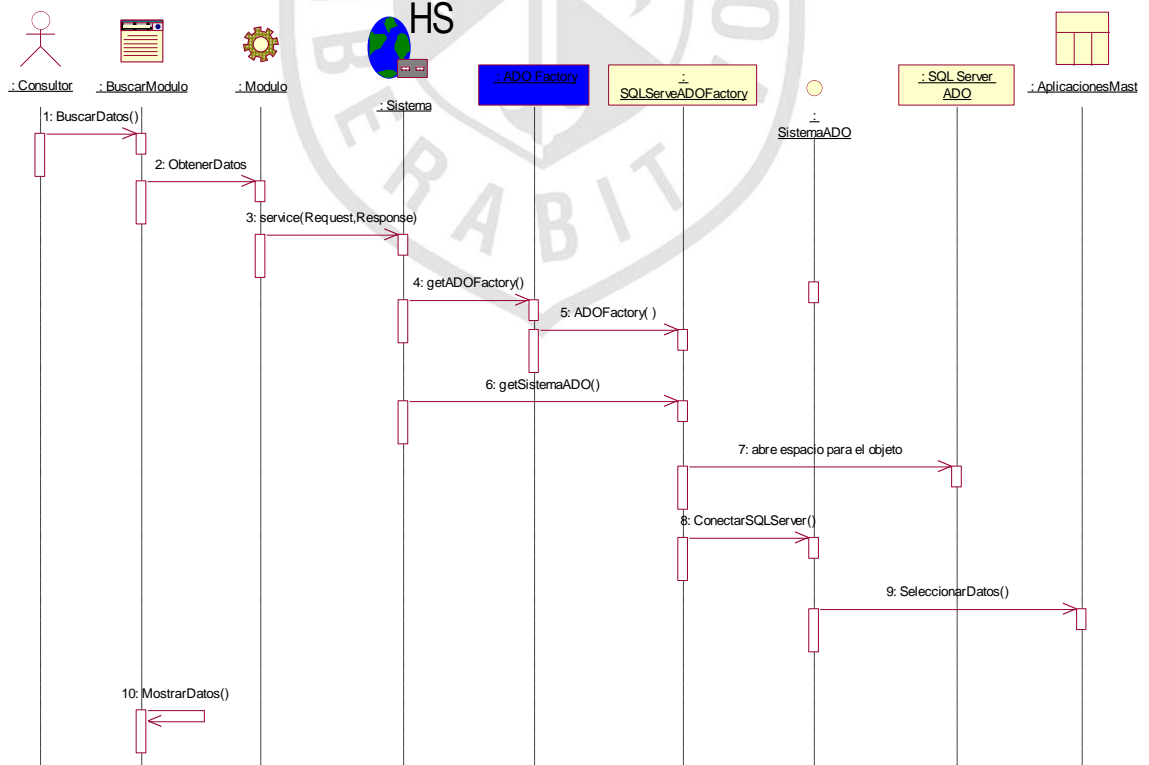 HS
: Consultor
: BuscarModulo
: Modulo
: Sistema
: ADO Factory
:
SQLServeADOFactory
:
SistemaADO
: SQL Server
ADO
: AplicacionesMast
1: BuscarDatos()
2: ObtenerDatos
3: service(Request,Response)
4: getADOFactory()
5: ADOFactory( )
6: getSistemaADO()
7: abre espacio para el objeto
8: ConectarSQLServer()
9: SeleccionarDatos()
10: MostrarDatos()